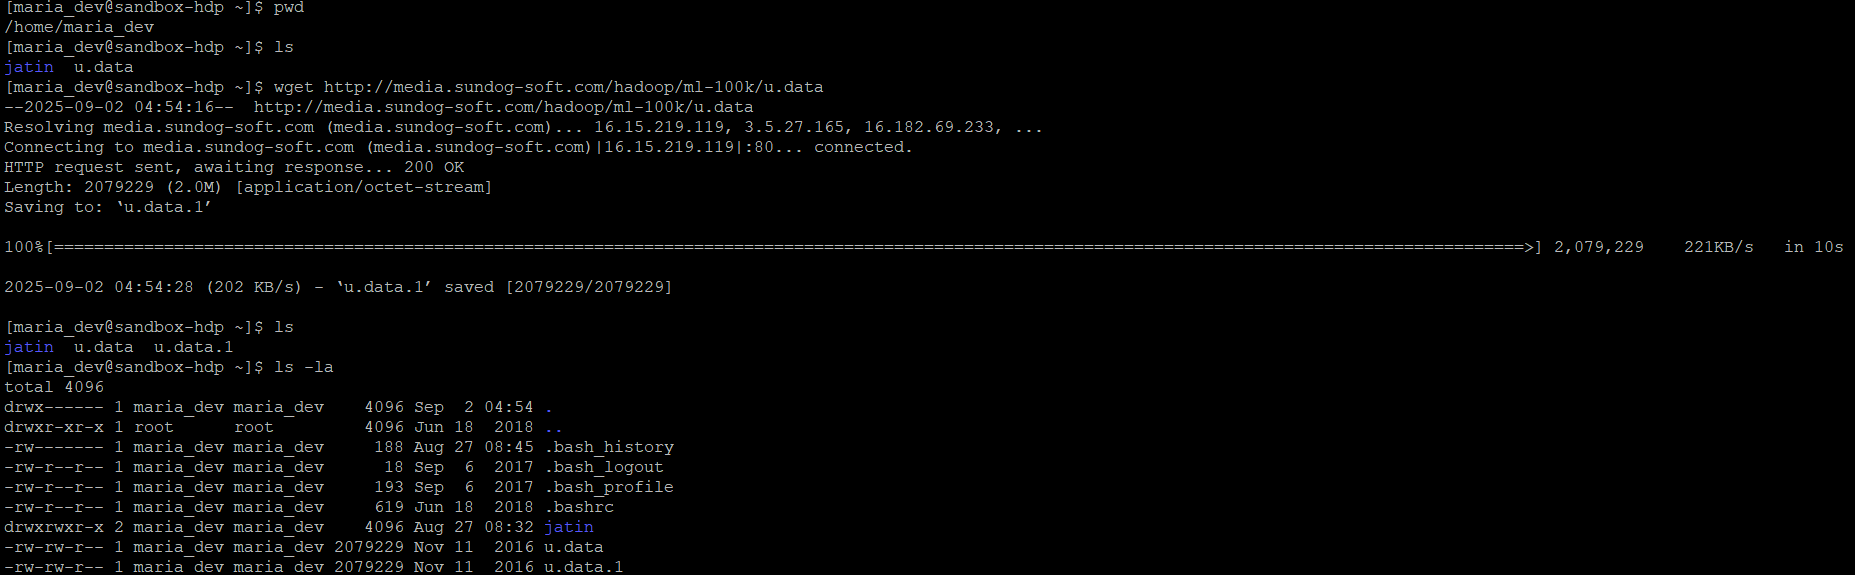 [maria_dev@sandbox-hdp ~]$ pwd
/home/maria_dev
[maria_dev@sandbox-hdp ~]$ ls
jatin  u.data
[maria_dev@sandbox-hdp ~]$ wget http://media.sundog-soft.com/hadoop/ml-100k/u.data
--2025-09-02 04:54:16--  http://media.sundog-soft.com/hadoop/ml-100k/u.data
Resolving media.sundog-soft.com (media.sundog-soft.com)... 16.15.219.119, 3.5.27.165, 16.182.69.233, ...
Connecting to media.sundog-soft.com (media.sundog-soft.com)|16.15.219.119|:80... connected.
HTTP request sent, awaiting response... 200 OK
Length: 2079229 (2.0M) [application/octet-stream]
Saving to: ‘u.data.1’
100%[===================================================================================================================================================>] 2,079,229    221KB/s   in 10s
2025-09-02 04:54:28 (202 KB/s) - ‘u.data.1’ saved [2079229/2079229]
[maria_dev@sandbox-hdp ~]$ ls
jatin  u.data  u.data.1
[maria_dev@sandbox-hdp ~]$ ls -la
total 4096
drwx------ 1 maria_dev maria_dev    4096 Sep  2 04:54 .
drwxr-xr-x 1 root      root         4096 Jun 18  2018 ..
-rw------- 1 maria_dev maria_dev     188 Aug 27 08:45 .bash_history
-rw-r--r-- 1 maria_dev maria_dev      18 Sep  6  2017 .bash_logout
-rw-r--r-- 1 maria_dev maria_dev     193 Sep  6  2017 .bash_profile
-rw-r--r-- 1 maria_dev maria_dev     619 Jun 18  2018 .bashrc
drwxrwxr-x 2 maria_dev maria_dev    4096 Aug 27 08:32 jatin
-rw-rw-r-- 1 maria_dev maria_dev 2079229 Nov 11  2016 u.data
-rw-rw-r-- 1 maria_dev maria_dev 2079229 Nov 11  2016 u.data.1